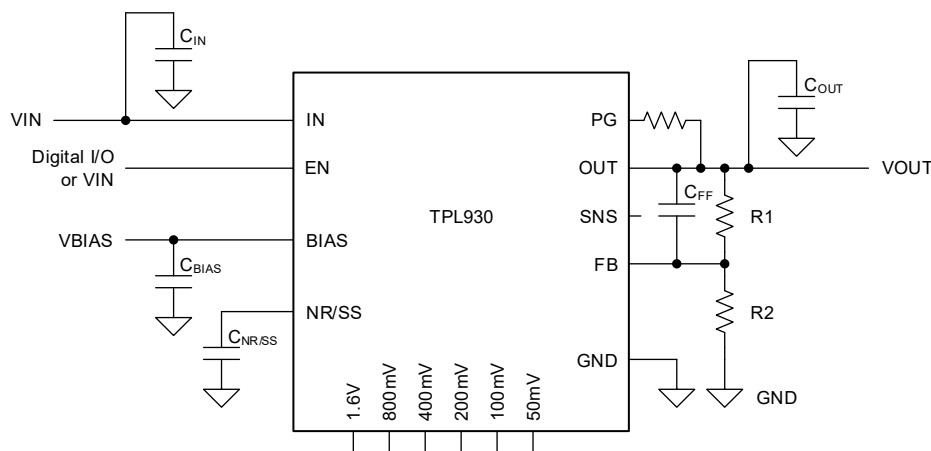 CIN
COUT
VIN
IN
PG
Digital I/O
or VIN
EN
OUT
VOUT
CFF
TPL930
SNS
R1
VBIAS
BIAS
FB
CBIAS
NR/SS
R2
CNR/SS
GND
GND
1.6V
800mV
400mV
200mV
100mV
50mV